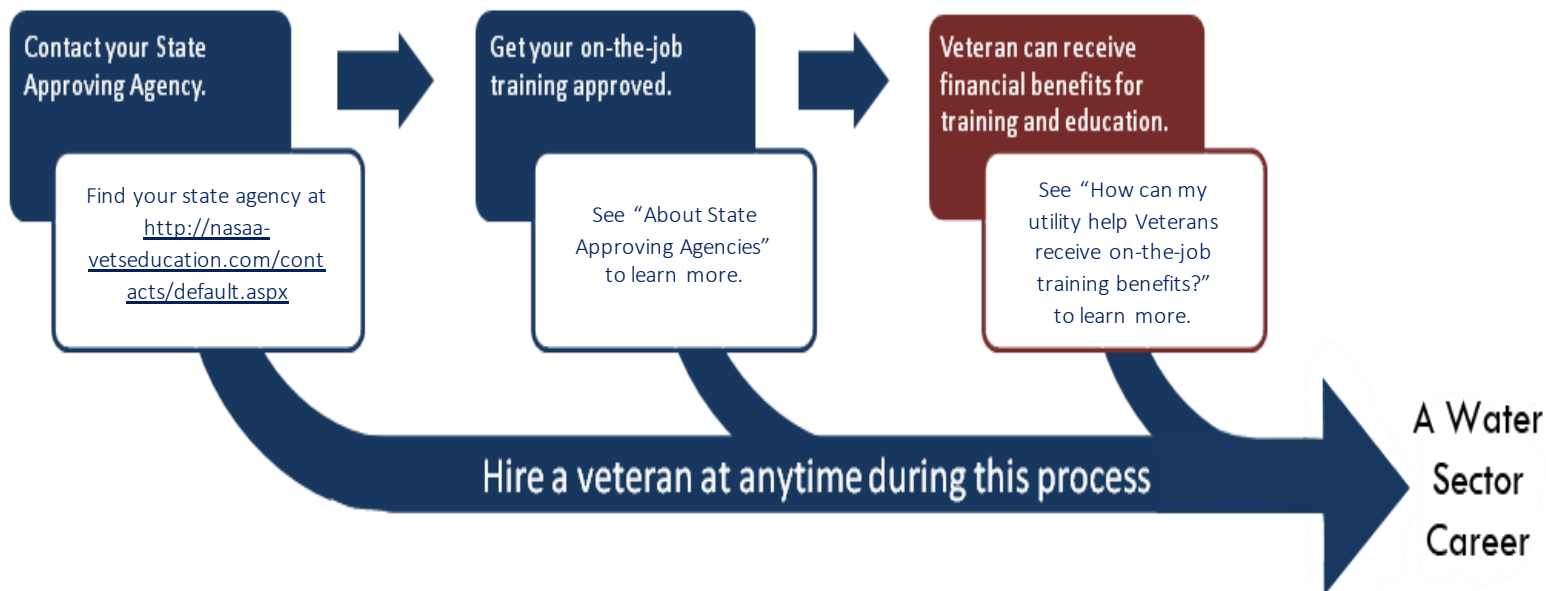 Contact your State
Approving Agency.
Find your state agency at
http://nasaa-
vetseducation.com/cont
acts/default.aspx
Get your on-the-job
training approved.
See “About State
Approving Agencies”
to learn more.
Veteran can receive
financial benefits for
training and education.
See “How can my
utility help Veterans
receive on-the-job
training benefits?”
to learn more.
Hire a veteran at anytime during this process
A Water
Sector
Career